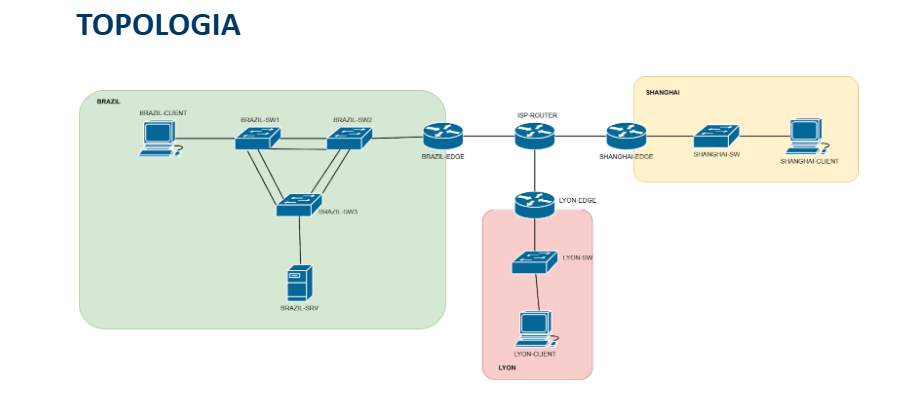 TOPOLOGIA
BRAZIL
BRAZIL-CLIENT
BRAZIL-SW1
BRAZIL-SW2
BRAZIL-EDGE
BRAZIL-SW3
BRAZIL-SRV
ISP-ROUTER
SHANGHAI
SHANGHAI-EDGE
SHANGHAI-SW
SHANGHAI-CLIENT
LYON EDGE
LYON-SW
LYON-CLIENT
LYON